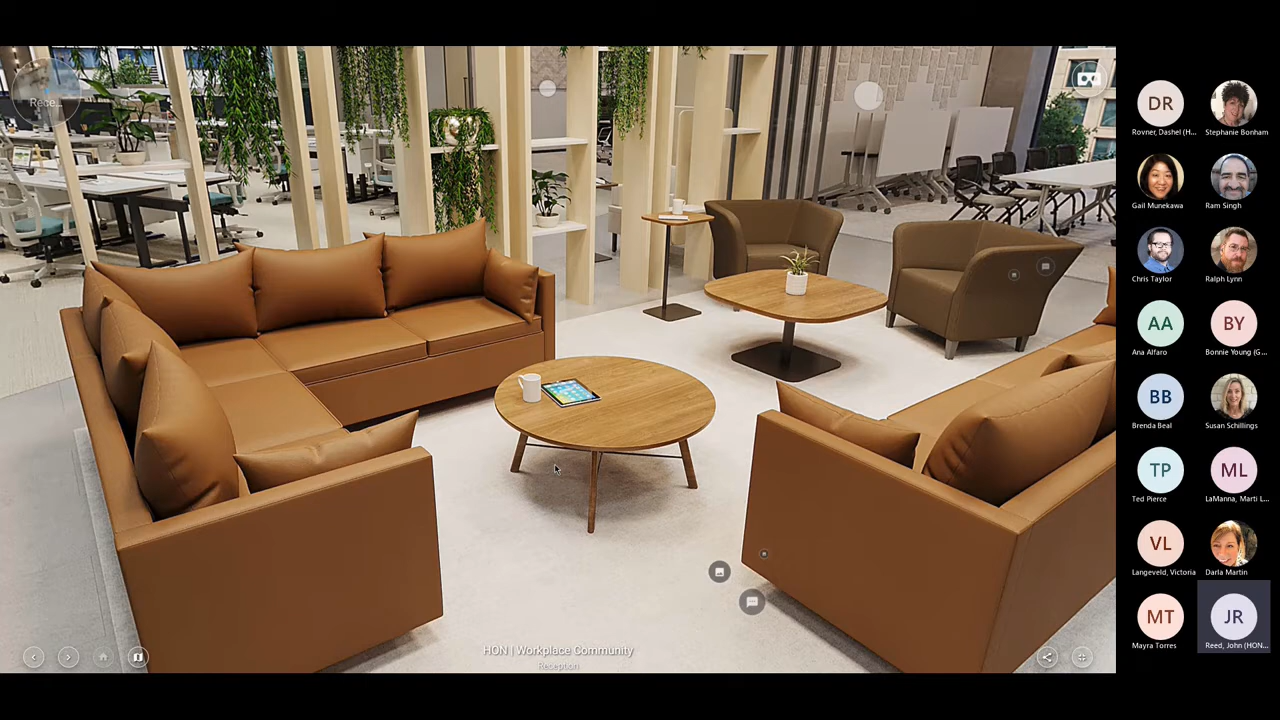 Rece...
HON | Workplace Community
Reception
DR
Rovner, Dashel (H...
Stephanie Bonham
Gail Munekawa
Ram Singh
Chris Taylor
Ralph Lynn
AA
Ana Alfaro
BY
Bonnie Young (G...
BB
Brenda Beal
Susan Schillings
TP
Ted Pierce
ML
LaManna, Marti L...
VL
Langeveld, Victoria
Darla Martin
MT
Mayra Torres
JR
Reed, John (HON...